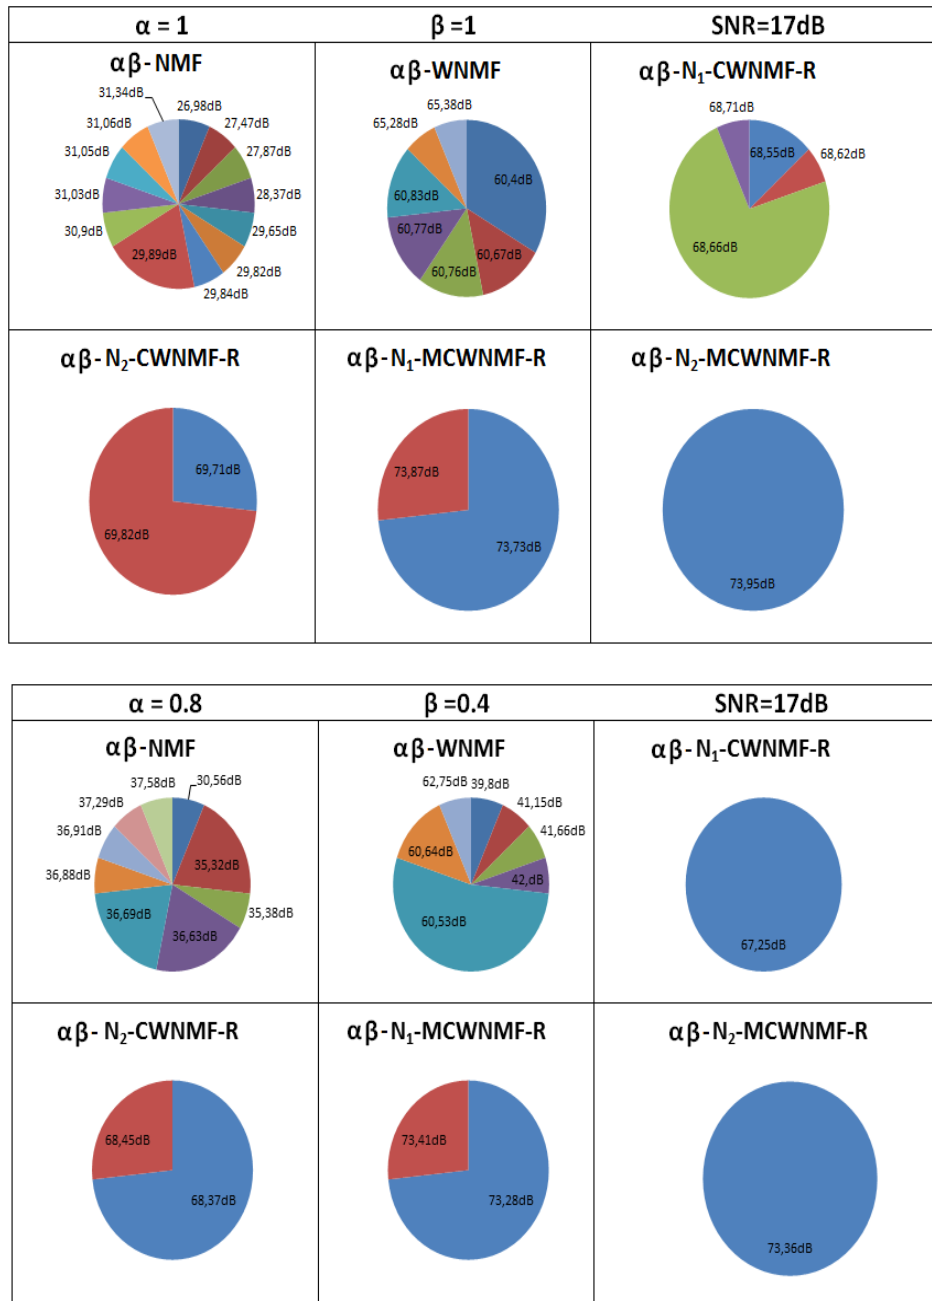 α = 1
β =1
SNR=17dB
αβ- NMF
31,34dB
26,98dB
31,06dB
27,47dB
31,05dB
27,87dB
31,03dB
28,37dB
30,9dB
29,65dB
29,89dB
29,82dB
29,84dB
αβ-WNMF
65,38dB
65,28dB
60,4dB
60,83dB
60,77dB
60,67dB
60,76dB
αβ-N₁-CWNMF-R
68,71dB
68,55dB
68,62dB
68,66dB
αβ- N₂-CWNMF-R
69,71dB
69,82dB
αβ-N₁-MCWNMF-R
73,87dB
73,73dB
αβ-N₂-MCWNMF-R
73,95dB
α = 0.8
β =0.4
SNR=17dB
αβ-NMF
37,58dB
30,56dB
37,29dB
36,91dB
35,32dB
36,88dB
35,38dB
36,69dB
36,63dB
αβ-WNMF
62,75dB
39,8dB
41,15dB
41,66dB
60,64dB
42,dB
60,53dB
αβ- N₁-CWNMF-R
67,25dB
αβ- N₂-CWNMF-R
68,45dB
68,37dB
αβ-N₁-MCWNMF-R
73,41dB
73,28dB
αβ-N₂-MCWNMF-R
73,36dB